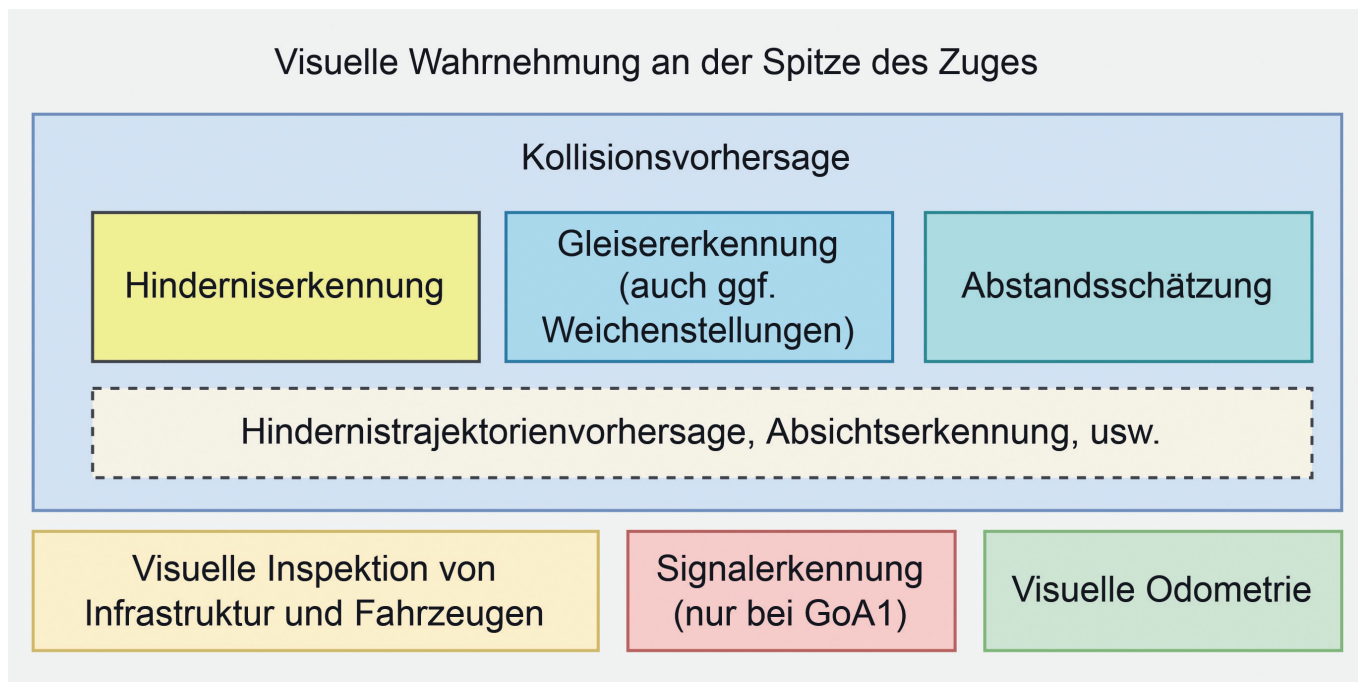 Visuelle Wahrnehmung an der Spitze des Zuges
Kollisionsvorhersage
Hinderniserkennung
Gleisererkennung
(auch ggf.
Weichenstellungen)
Abstandsschätzung
Hindernistrajektorienvorhersage, Absichtserkennung, usw.
Visuelle Inspektion von
Infrastruktur und Fahrzeugen
Signalerkennung
(nur bei GoA1)
Visuelle Odometrie